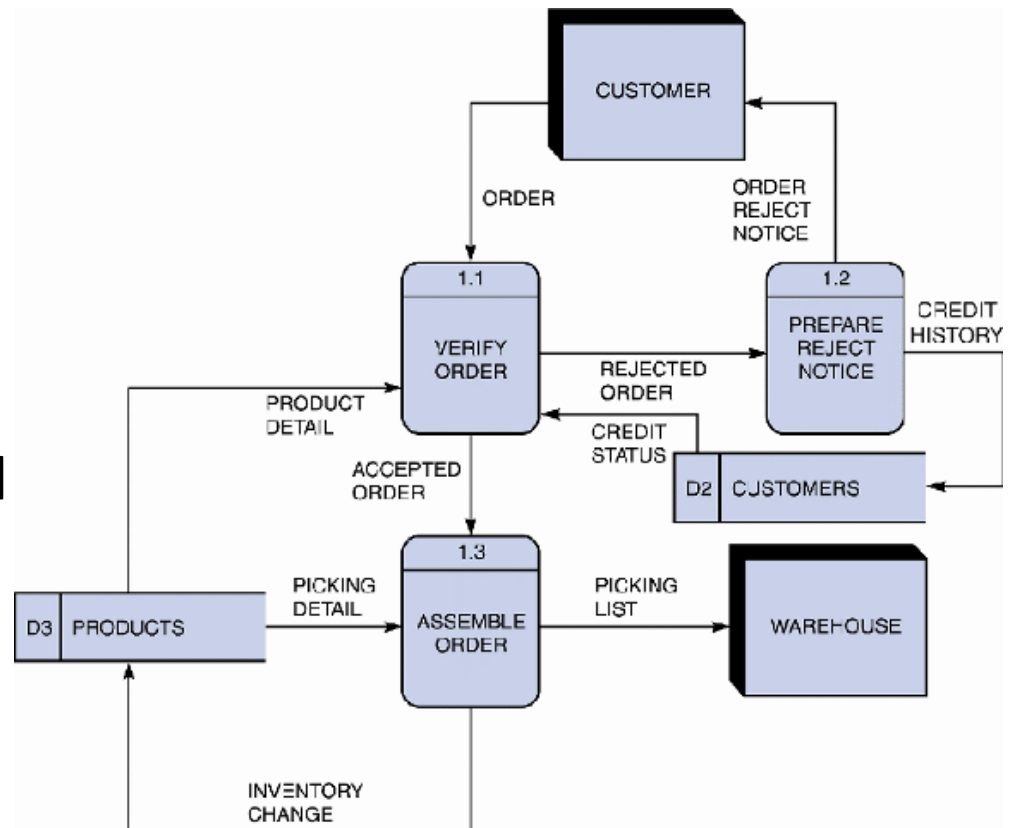 CUSTOMER
ORDER
ORDER
REJECT
NOTICE
1.1
VERIFY
ORDER
1.2
PREPARE
REJECT
NOTICE
CREDIT
HISTORY
REJECTED
ORDER
PRODUCT
DETAIL
CREDIT
STATUS
ACCEPTED
ORDER
D2 CUSTOMERS
1.3
ASSEMBLE
ORDER
PICKING
DETAIL
PICKING
LIST
D3 PRODUCTS
WAREHOUSE
INVENTORY
CHANGE